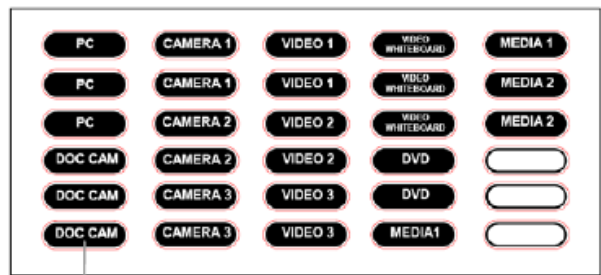 PC CAMERA 1 VIDEO 1 VIDEO WHITEBOARD MEDIA 1
PC CAMERA 1 VIDEO 1 VIDEO WHITEBOARD MEDIA 2
PC CAMERA 2 VIDEO 2 VIDEO WHITEBOARD MEDIA 2
DOC CAM CAMERA 2 VIDEO 2 DVD
DOC CAM CAMERA 3 VIDEO 3 DVD
DOC CAM CAMERA 3 VIDEO 3 MEDIA1